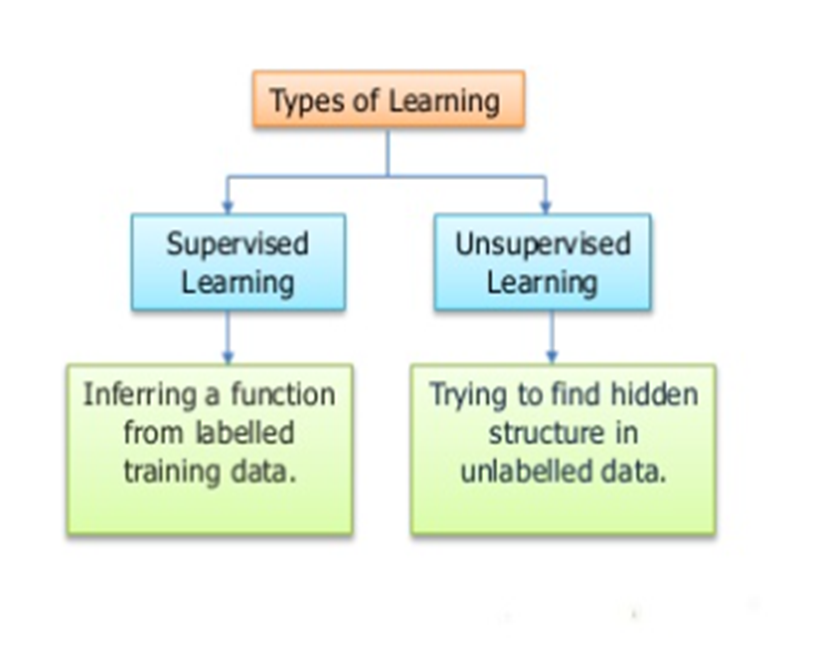 Types of Learning
Supervised
Learning
Unsupervised
Learning
Inferring a function
from labelled
training data.
Trying to find hidden
structure in
unlabelled data.